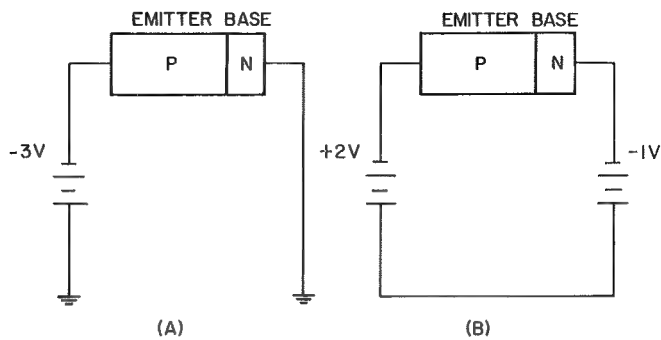 EMITTER BASE
P N
-3V
(A)
EMITTER BASE
P N
+2V
-1V
(B)